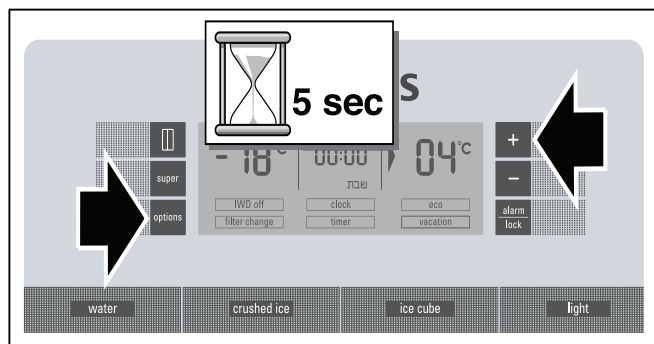 5 sec
S
super
options
- 18°C
00:00
04°C
שבת
IWD off
clock
eco
filter change
timer
vacation
+
-
alarm
lock
water
crushed ice
ice cube
light